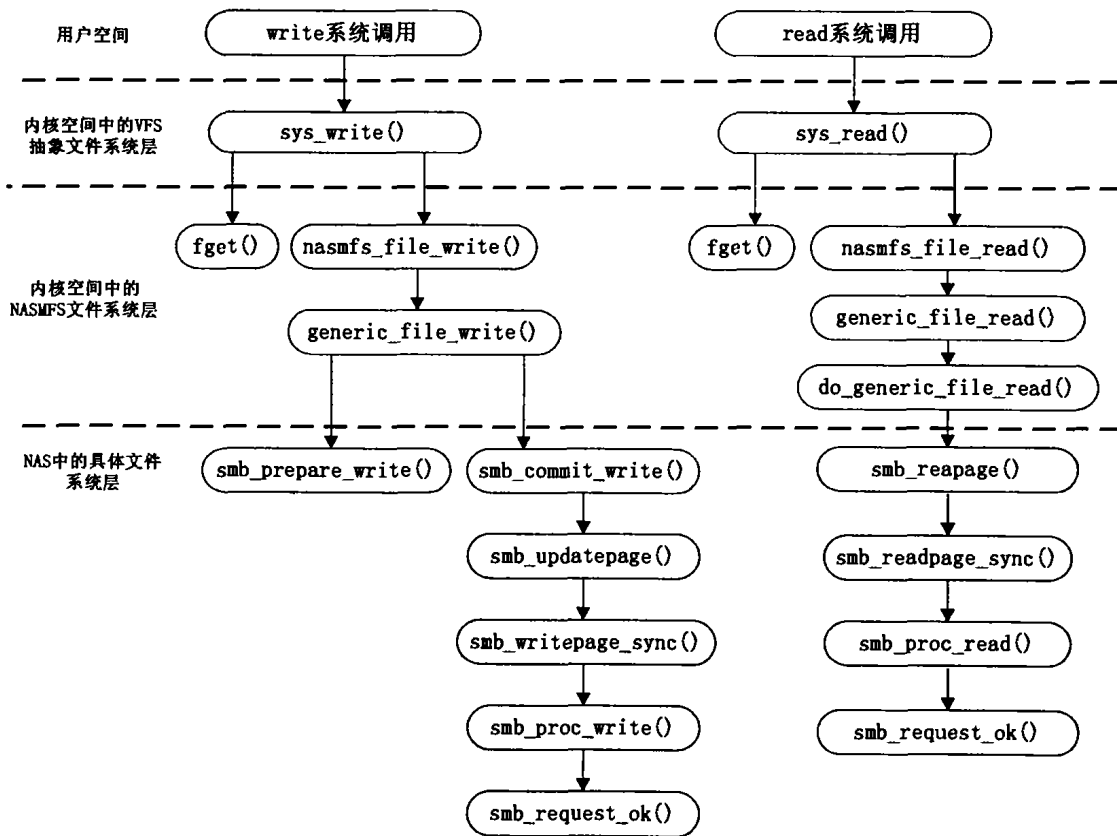 用户空间
write系统调用
read系统调用
内核空间中的VFS
抽象文件系统层
sys_write()
sys_read()
内核空间中的
NASMFS文件系统层
fget()
nasmfs_file_write()
fget()
nasmfs_file_read()
generic_file_write()
generic_file_read()
do_generic_file_read()
NAS中的具体文件
系统层
smb_prepare_write()
smb_commit_write()
smb_reapage()
smb_updatepage()
smb_readpage_sync()
smb_writepage_sync()
smb_proc_read()
smb_proc_write()
smb_request_ok()
smb_request_ok()